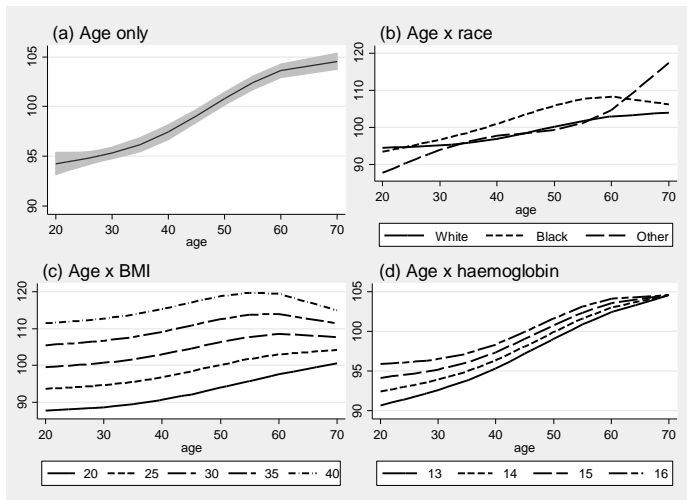 (a) Age only
105
100
95
90
20 30 40 50 60 70
age
(b) Age x race
120
110
100
90
20 30 40 50 60 70
age
White Black Other
(c) Age x BMI
120
110
100
90
20 30 40 50 60 70
age
20 25 30 35 40
(d) Age x haemoglobin
105
100
95
90
20 30 40 50 60 70
age
13 14 15 16